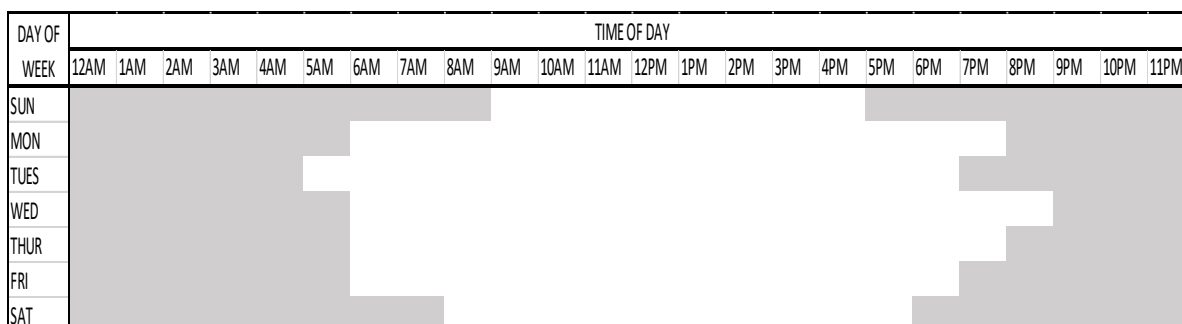 DAY OF WEEK
TIME OF DAY
12AM 1AM 2AM 3AM 4AM 5AM 6AM 7AM 8AM 9AM 10AM 11AM 12PM 1PM 2PM 3PM 4PM 5PM 6PM 7PM 8PM 9PM 10PM 11PM
SUN
MON
TUES
WED
THUR
FRI
SAT